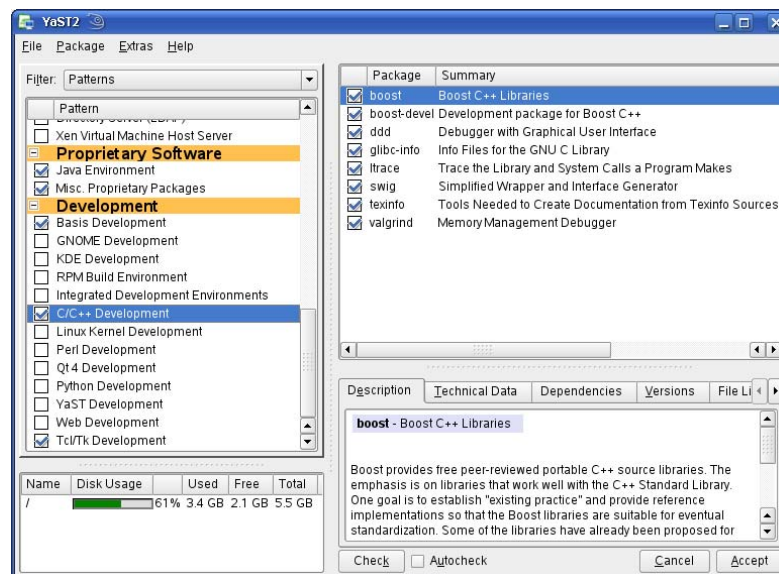 YaST2
File Package Extras Help
Filter: Patterns
Pattern
Directory Server (LDAP)
Xen Virtual Machine Host Server
Proprietary Software
Java Environment
Misc. Proprietary Packages
Development
Basis Development
GNOME Development
KDE Development
RPM Build Environment
Integrated Development Environments
C/C++ Development
Linux Kernel Development
Perl Development
Qt 4 Development
Python Development
YaST Development
Web Development
Tcl/Tk Development
Name Disk Usage Used Free Total
/ 61% 3.4 GB 2.1 GB 5.5 GB
Package Summary
boost Boost C++ Libraries
boost-devel Development package for Boost C++
ddd Debugger with Graphical User Interface
glibc-info Info Files for the GNU C Library
ltrace Trace the Library and System Calls a Program Makes
swig Simplified Wrapper and Interface Generator
texinfo Tools Needed to Create Documentation from Texinfo Sources
valgrind Memory Management Debugger
Description Technical Data Dependencies Versions File Li
boost - Boost C++ Libraries
Boost provides free peer-reviewed portable C++ source libraries. The
emphasis is on libraries that work well with the C++ Standard Library.
One goal is to establish "existing practice" and provide reference
implementations so that the Boost libraries are suitable for eventual
standardization. Some of the libraries have already been proposed for
Check Autocheck Cancel Accept